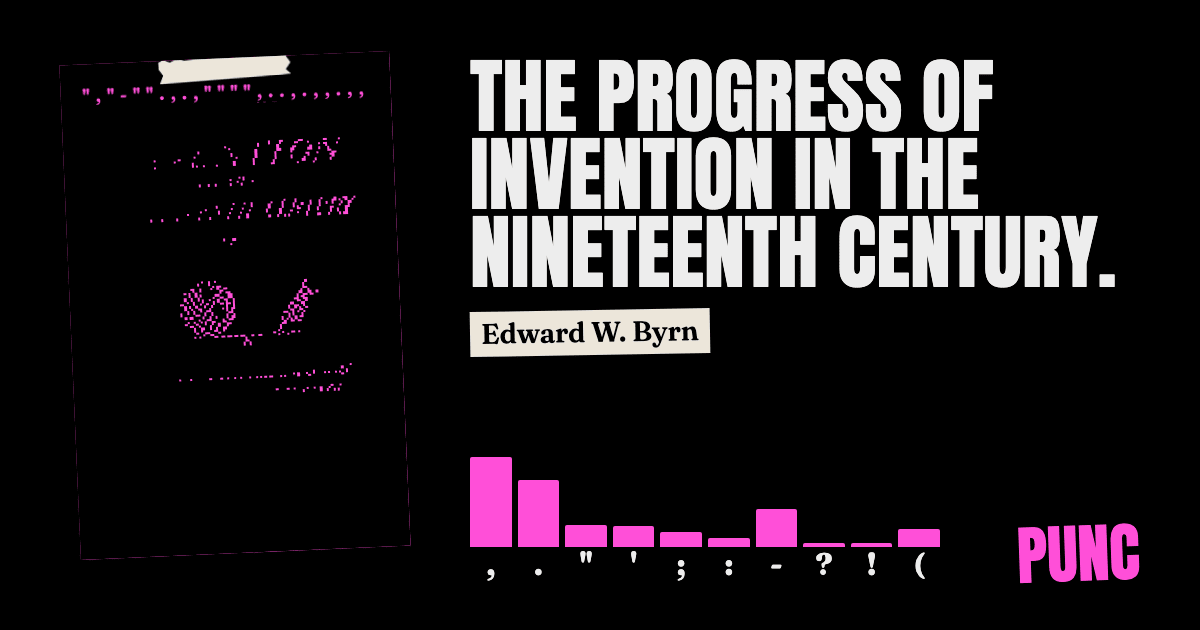 ","-"".,.,"""",..,.,,.,,
THE PROGRESS OF
INVENTION IN THE
NINETEENTH CENTURY.
Edward W. Byrn
, . " ' ; : - ? ! (
PUNC